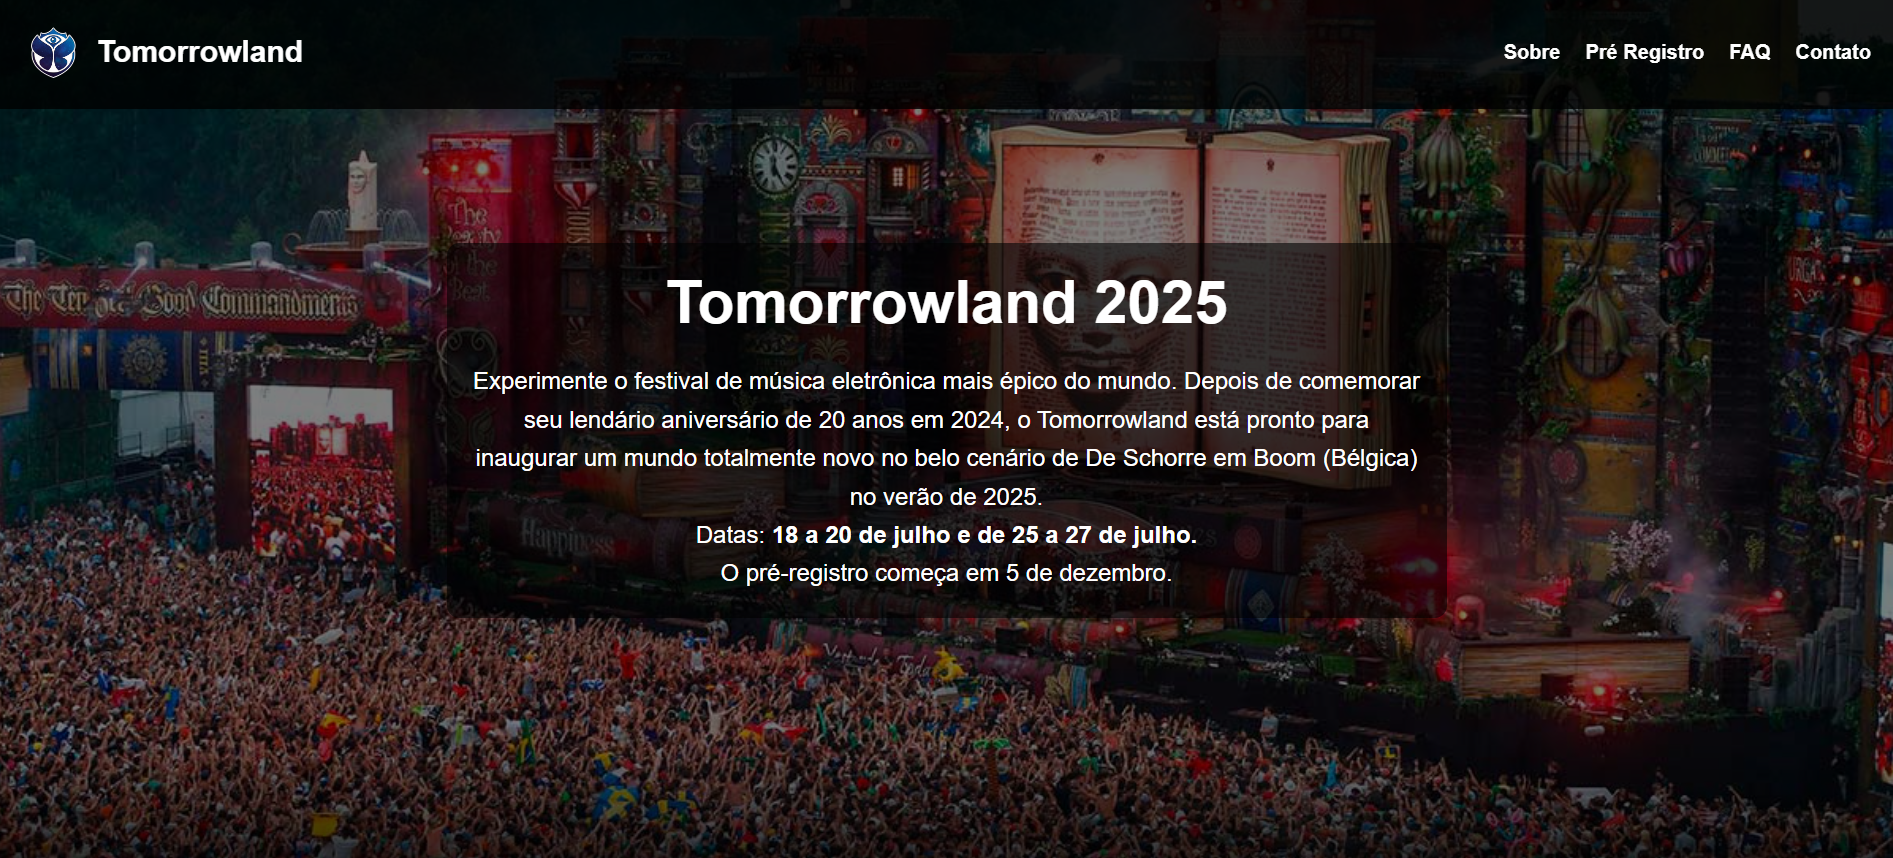 Tomorrowland
Sobre Pré Registro FAQ Contato
The
Beauty
of the
Beat
The Ten
Good Commandments
Tomorrowland 2025
Experimente o festival de música eletrônica mais épico do mundo. Depois de comemorar
seu lendário aniversário de 20 anos em 2024, o Tomorrowland está pronto para
inaugurar um mundo totalmente novo no belo cenário de De Schorre em Boom (Bélgica)
no verão de 2025.
Datas: 18 a 20 de julho e de 25 a 27 de julho.
O pré-registro começa em 5 de dezembro.
Happiness